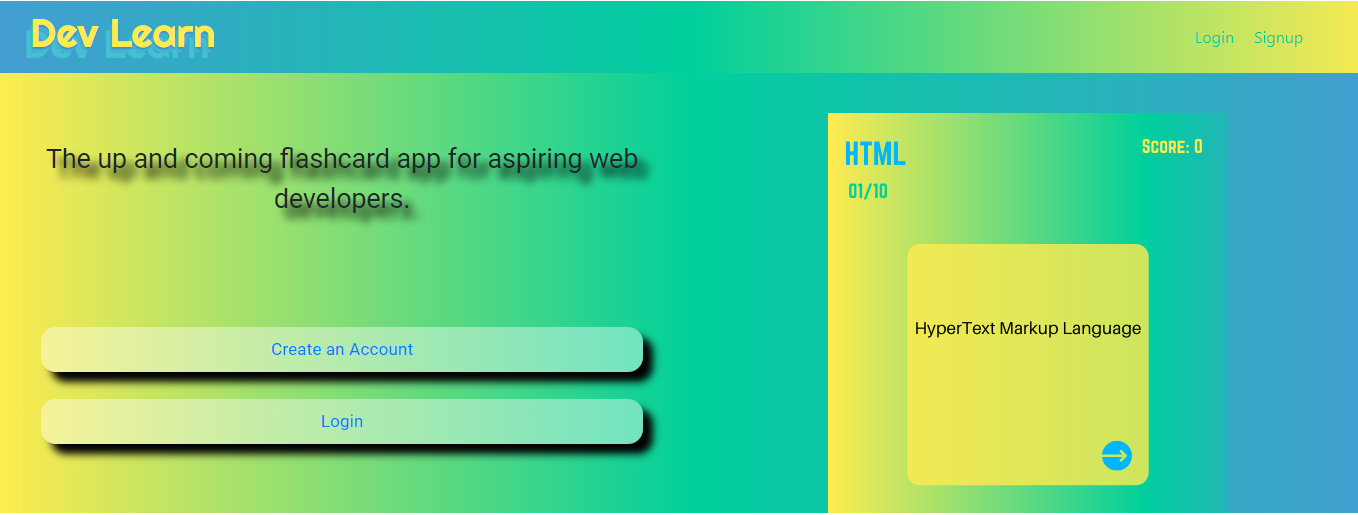 Dev Learn
Login Signup
The up and coming flashcard app for aspiring web
developers.
Create an Account
Login
HTML
Score: 0
01/10
HyperText Markup Language